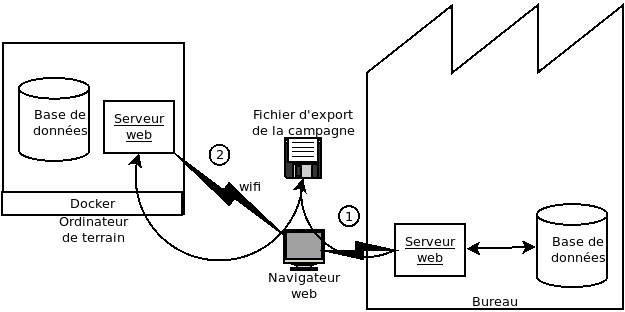 Base de
données
Serveur
web
Docker
Ordinateur
de terrain
2
wifi
Fichier d'export
de la campagne
1
Navigateur
web
Serveur
web
Base de
données
Bureau